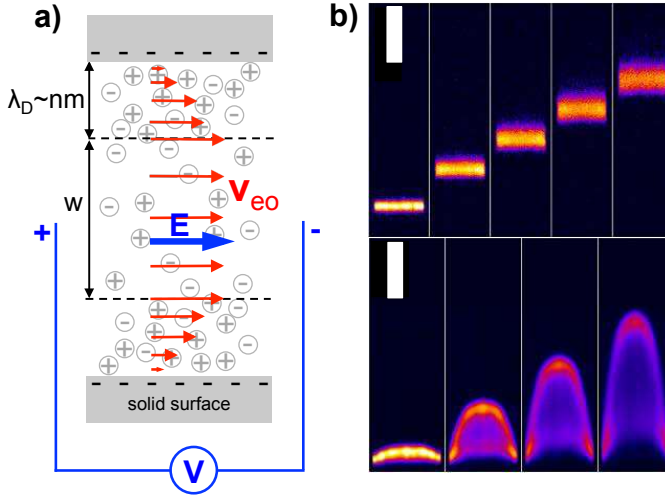 a)
b)
- - - - - -
λD~nm
w
veo
E
+
-
- - - - - -
solid surface
V